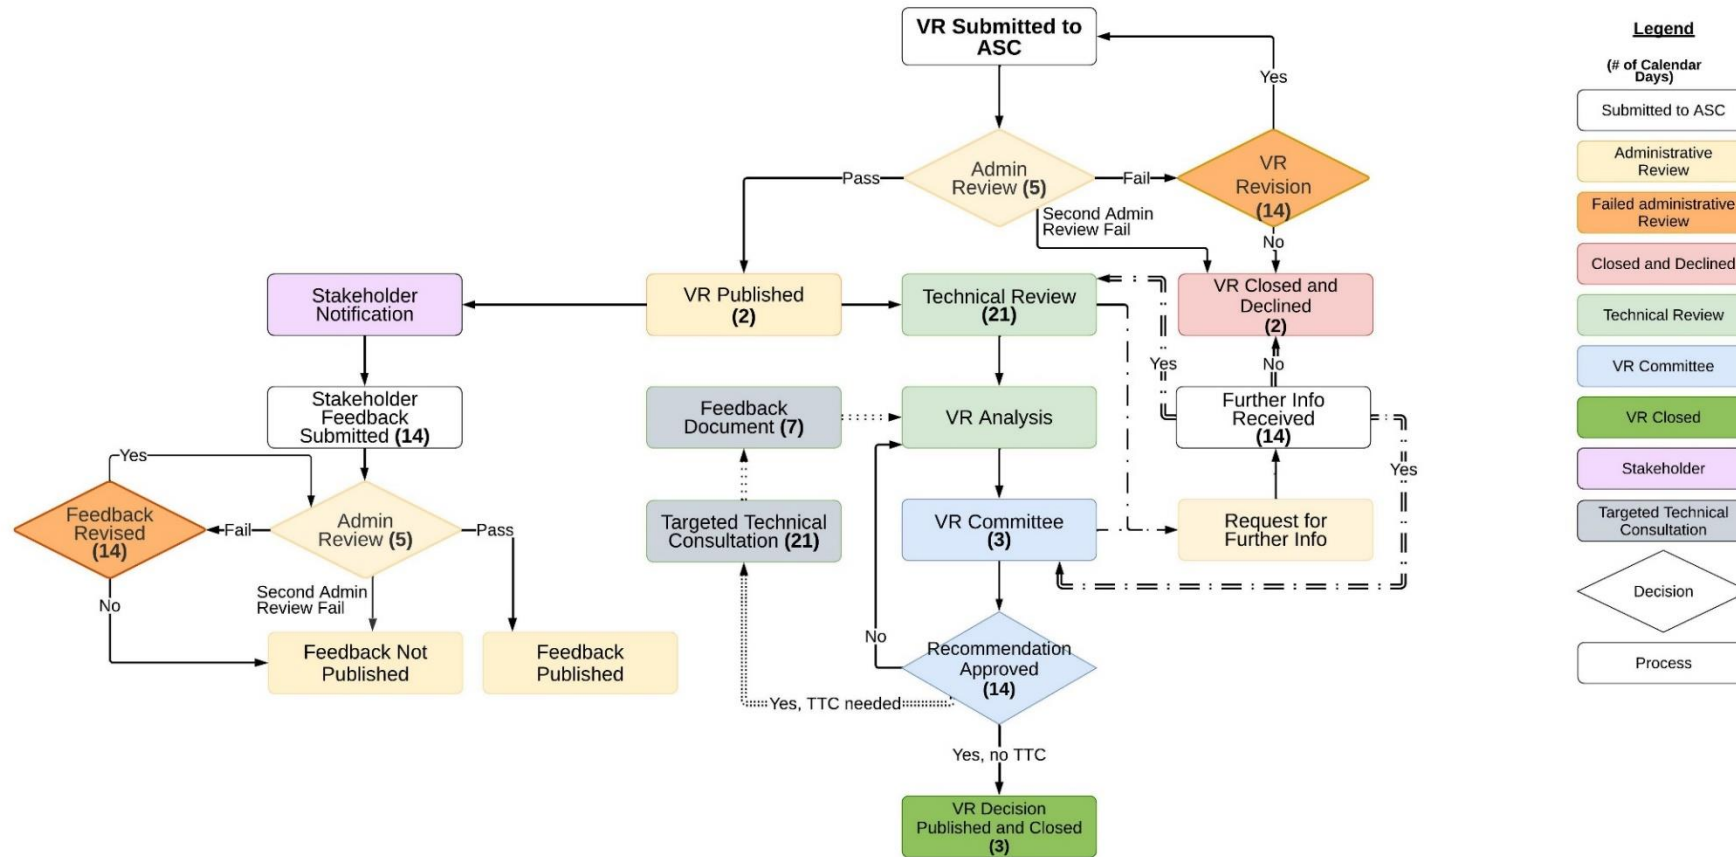 VR Submitted to
ASC
Yes
Admin
Review (5)
Pass
Fail
VR
Revision
(14)
Second Admin
Review Fail
No
Stakeholder
Notification
VR Published
(2)
Technical Review
(21)
VR Closed and
Declined
(2)
Yes
No
Stakeholder
Feedback
Submitted (14)
Feedback
Document (7)
VR Analysis
Further Info
Received
(14)
Yes
Yes
Feedback
Revised
(14)
Fail
Admin
Review (5)
Pass
Targeted Technical
Consultation (21)
VR Committee
(3)
Request for
Further Info
Second Admin
Review Fail
No
Feedback Not
Published
Feedback
Published
No
Recommendation
Approved
(14)
Yes, TTC needed
Yes, no TTC
VR Decision
Published and Closed
(3)
Legend
(# of Calendar
Days)
Submitted to ASC
Administrative
Review
Failed administrative
Review
Closed and Declined
Technical Review
VR Committee
VR Closed
Stakeholder
Targeted Technical
Consultation
Decision
Process